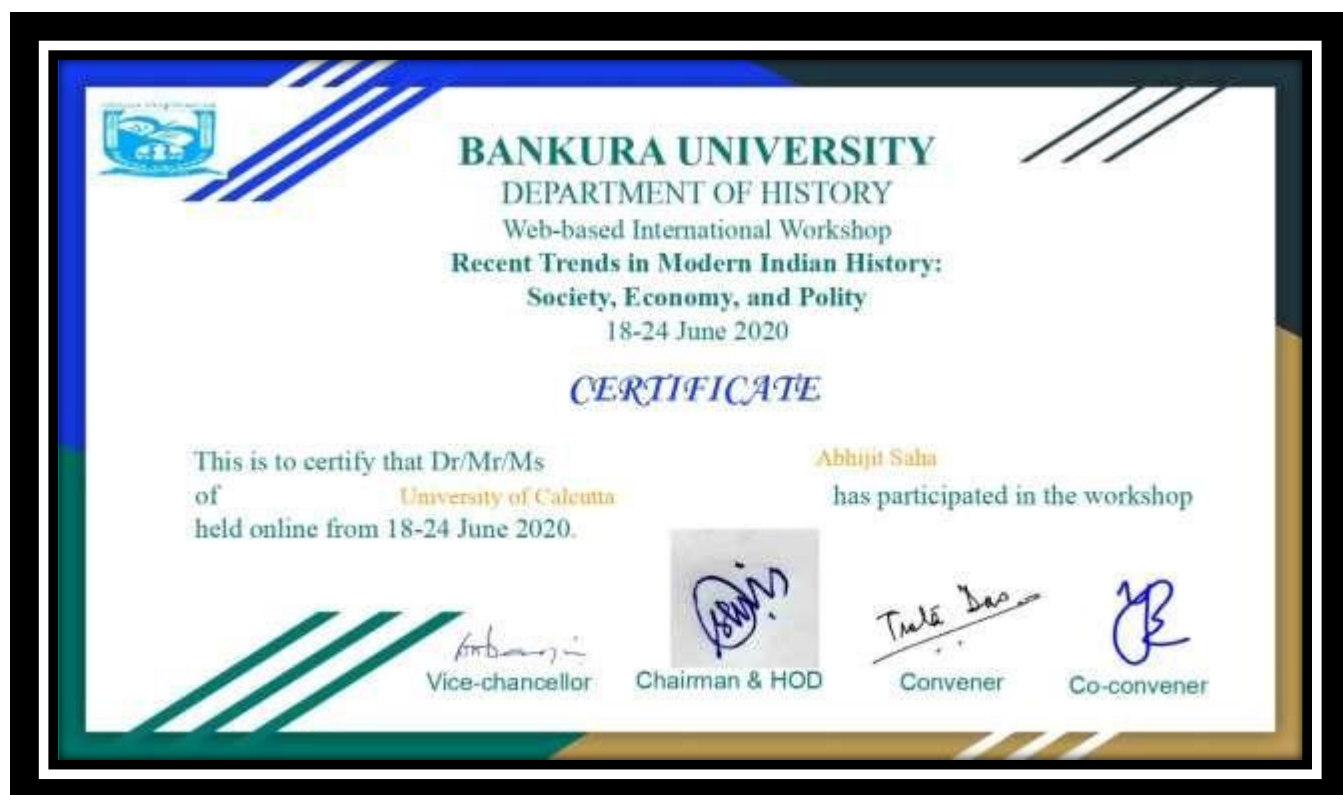 BANKURA UNIVERSITY
DEPARTMENT OF HISTORY
Web-based International Workshop
Recent Trends in Modern Indian History:
Society, Economy, and Polity
18-24 June 2020
CERTIFICATE
This is to certify that Dr/Mr/Ms Abhijit Saha
of University of Calcutta has participated in the workshop
held online from 18-24 June 2020.
Das
Vice-chancellor Chairman & HOD Convener Co-convener